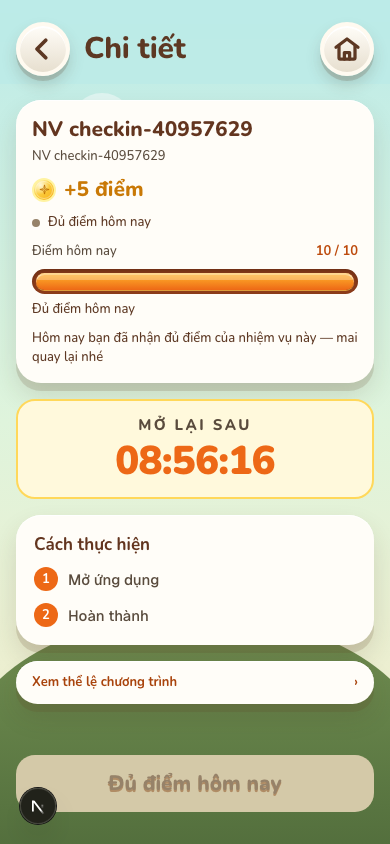 Chi tiết
NV checkin-40957629
NV checkin-40957629
+5 điểm
Đủ điểm hôm nay
Điểm hôm nay
10 / 10
Đủ điểm hôm nay
Hôm nay bạn đã nhận đủ điểm của nhiệm vụ này — mai
quay lại nhé
MỞ LẠI SAU
08:56:16
Cách thực hiện
1 Mở ứng dụng
2 Hoàn thành
Xem thể lệ chương trình ›
Đủ điểm hôm nay
N